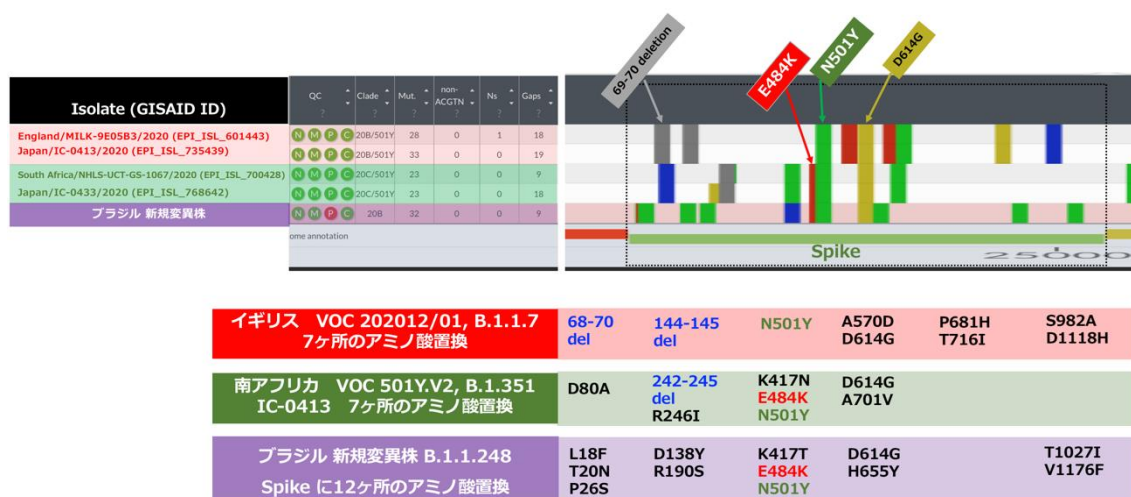 69-70 deletion
E484K
N501Y
D614G
Isolate (GISAID ID)
QC Clade Mut. non-ACGTN Ns Gaps
? ? ? ? ? ?
England/MILK-9E05B3/2020 (EPI_ISL_601443) N M P C 20B/501Y 28 0 1 18
Japan/IC-0413/2020 (EPI_ISL_735439) N M P C 20B/501Y 33 0 0 19
South Africa/NHLS-UCT-GS-1067/2020 (EPI_ISL_700428) N M P C 20C/501Y 23 0 0 9
Japan/IC-0433/2020 (EPI_ISL_768642) N M P C 20C/501Y 23 0 0 18
ブラジル 新規変異株 N M P C 20B 32 0 0 9
ome annotation
Spike
25000
イギリス VOC 202012/01, B.1.1.7
7ヶ所のアミノ酸置換
68-70 del
144-145 del
N501Y
A570D
D614G
P681H
T716I
S982A
D1118H
南アフリカ VOC 501Y.V2, B.1.351
IC-0413 7ヶ所のアミノ酸置換
D80A
242-245 del
R246I
K417N
E484K
N501Y
D614G
A701V
ブラジル 新規変異株 B.1.1.248
Spike に12ヶ所のアミノ酸置換
L18F
T20N
P26S
D138Y
R190S
K417T
E484K
N501Y
D614G
H655Y
T1027I
V1176F